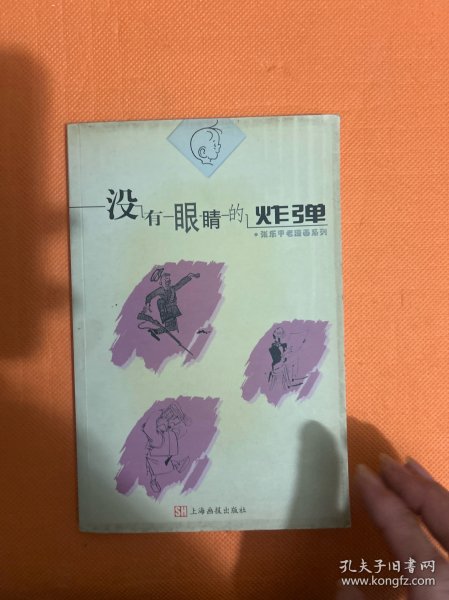 没有眼睛的炸弹
·张乐平老漫画系列
SH 上海画报出版社
孔夫子旧书网
www.kongfz.com